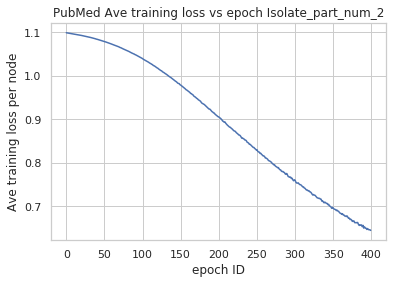 PubMed Ave training loss vs epoch Isolate_part_num_2
1.1
1.0
0.9
0.8
0.7
Ave training loss per node
0 50 100 150 200 250 300 350 400
epoch ID